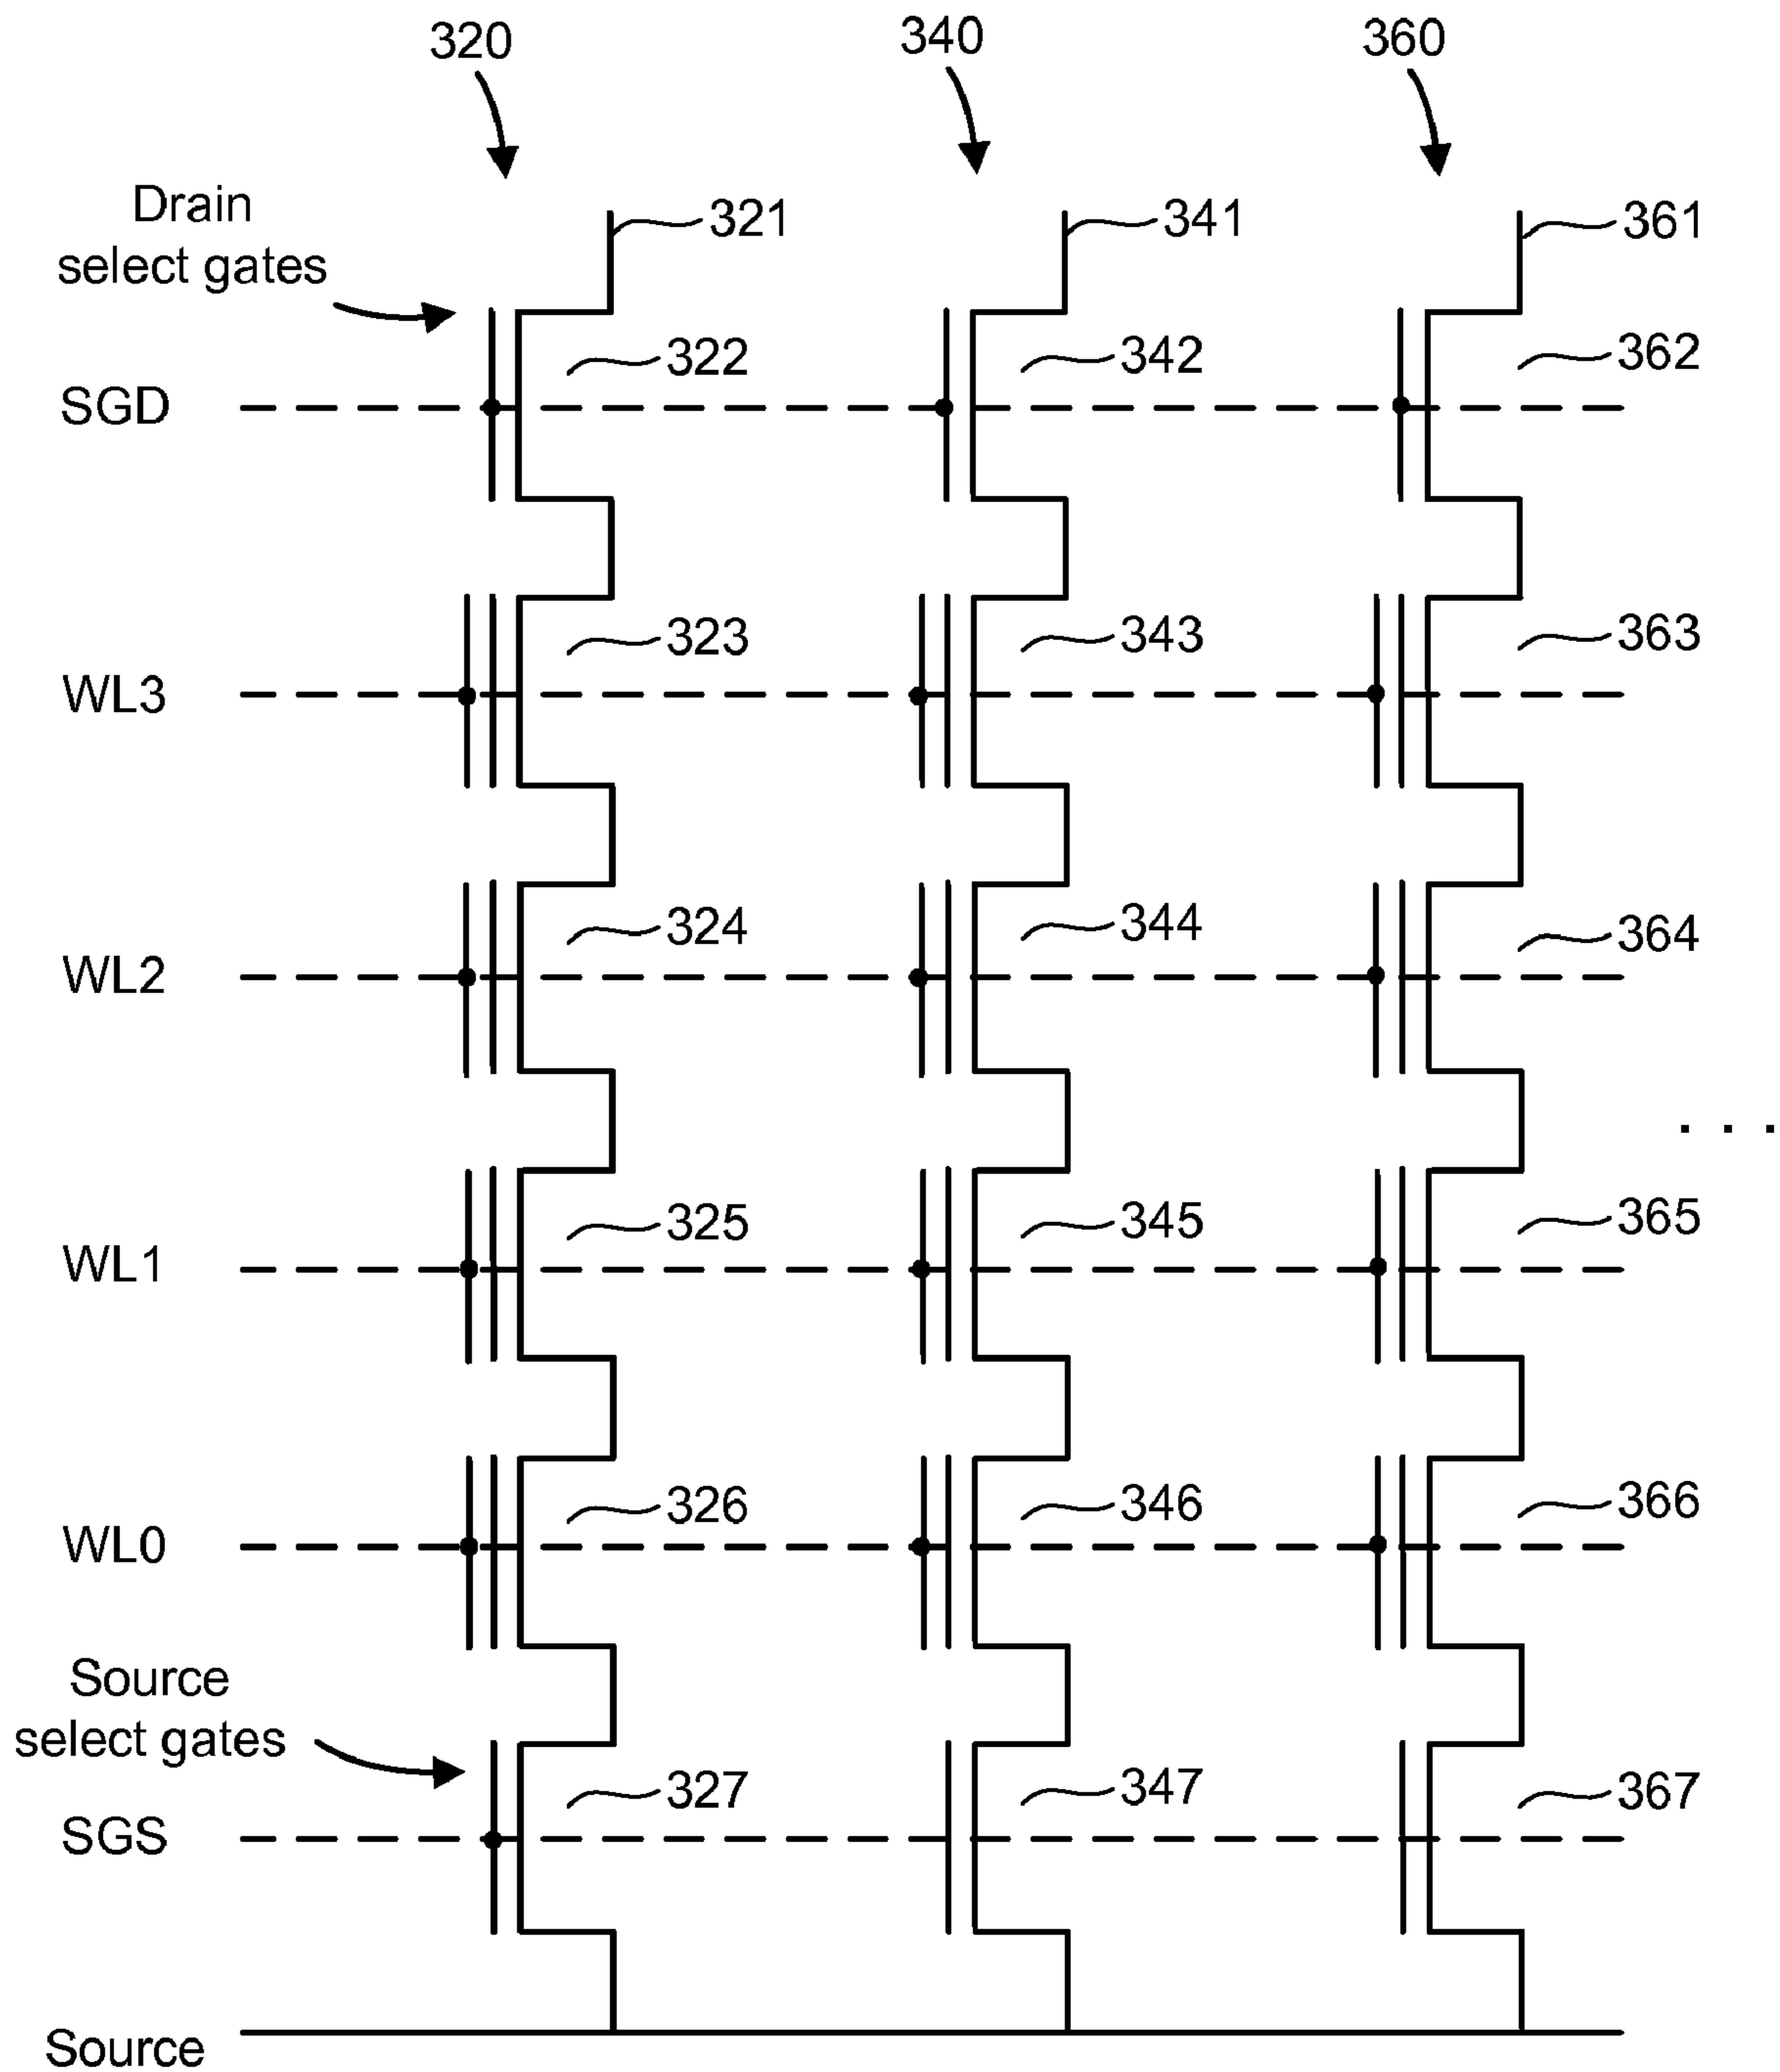 320 340 360
Drain
select gates
321 341 361
322 342 362
SGD
323 343 363
WL3
324 344 364
WL2
. . .
325 345 365
WL1
326 346 366
WL0
Source
select gates
327 347 367
SGS
Source